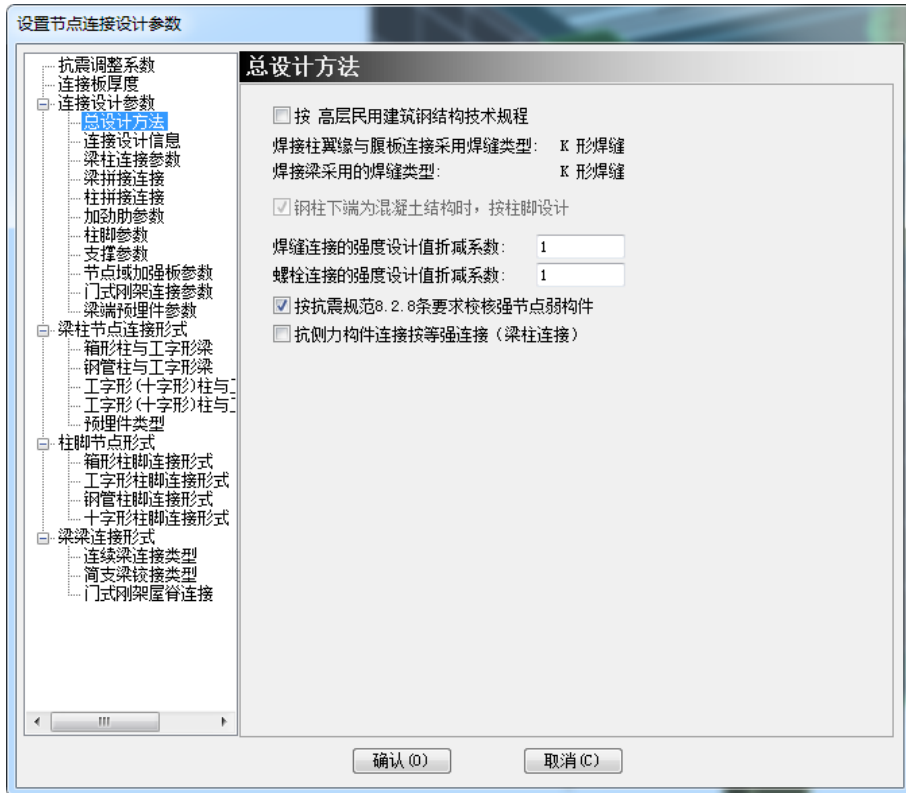 设置节点连接设计参数
抗震调整系数
连接板厚度
连接设计参数
总设计方法
连接设计信息
梁柱连接参数
梁拼接连接
柱拼接连接
加劲肋参数
柱脚参数
支撑参数
节点域加强板参数
门式刚架连接参数
梁端预埋件参数
梁柱节点连接形式
箱形柱与工字形梁
钢管柱与工字形梁
工字形(十字形)柱与工
工字形(十字形)柱与工
预埋件类型
柱脚节点形式
箱形柱脚连接形式
工字形柱脚连接形式
钢管柱脚连接形式
十字形柱脚连接形式
梁梁连接形式
连续梁连接类型
简支梁铰接类型
门式刚架屋脊连接
总设计方法
按 高层民用建筑钢结构技术规程
焊接柱翼缘与腹板连接采用焊缝类型: K 形焊缝
焊接梁采用的焊缝类型: K 形焊缝
钢柱下端为混凝土结构时，按柱脚设计
焊缝连接的强度设计值折减系数: 1
螺栓连接的强度设计值折减系数: 1
按抗震规范8.2.8条要求校核强节点弱构件
抗侧力构件连接按等强连接（梁柱连接）
确认(O) 取消(C)